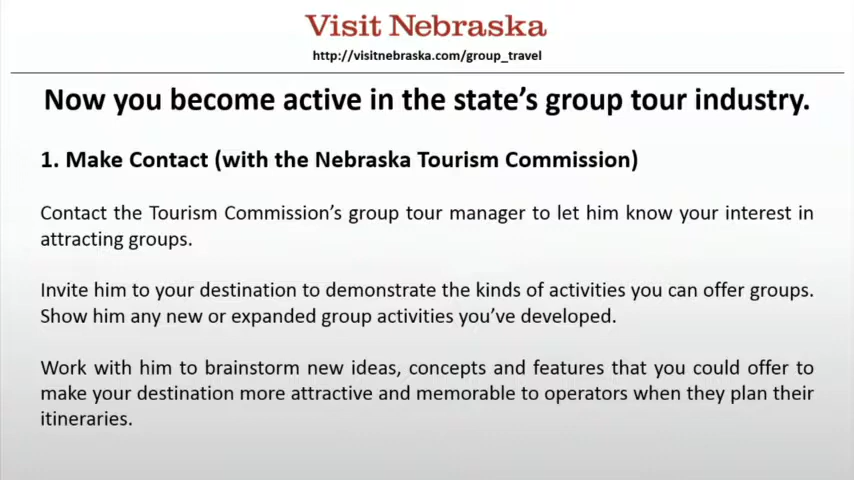 Visit Nebraska
http://visitnebraska.com/group_travel
Now you become active in the state’s group tour industry.
1. Make Contact (with the Nebraska Tourism Commission)
Contact the Tourism Commission’s group tour manager to let him know your interest in
attracting groups.
Invite him to your destination to demonstrate the kinds of activities you can offer groups.
Show him any new or expanded group activities you’ve developed.
Work with him to brainstorm new ideas, concepts and features that you could offer to
make your destination more attractive and memorable to operators when they plan their
itineraries.